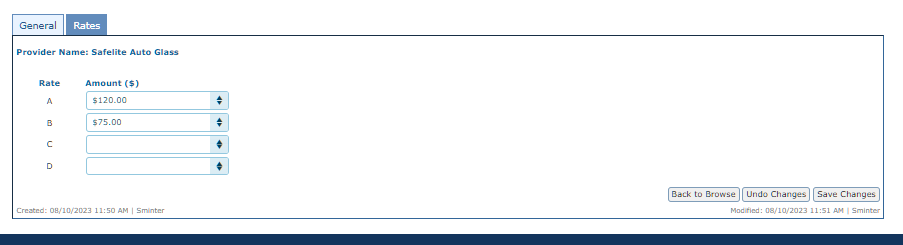 General Rates
Provider Name: Safelite Auto Glass
Rate Amount ($)
A $120.00
B $75.00
C
D
Back to Browse Undo Changes Save Changes
Created: 08/10/2023 11:50 AM | Sminter Modified: 08/10/2023 11:51 AM | Sminter